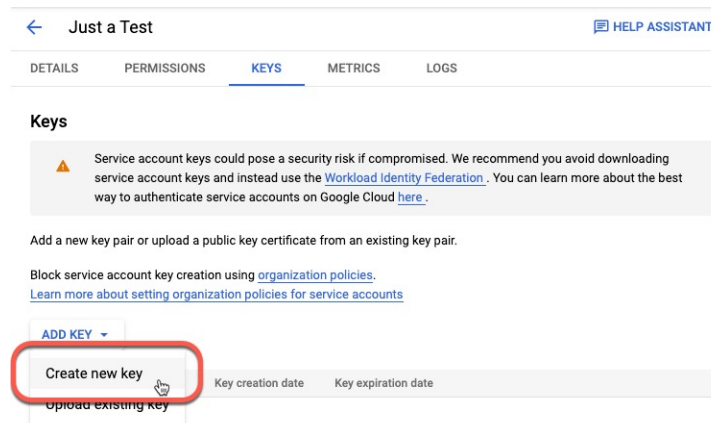 Just a Test
HELP ASSISTANT
DETAILS PERMISSIONS KEYS METRICS LOGS
Keys
Service account keys could pose a security risk if compromised. We recommend you avoid downloading
service account keys and instead use the Workload Identity Federation . You can learn more about the best
way to authenticate service accounts on Google Cloud here .
Add a new key pair or upload a public key certificate from an existing key pair.
Block service account key creation using organization policies.
Learn more about setting organization policies for service accounts
ADD KEY
Create new key
Key creation date Key expiration date
Upload existing key